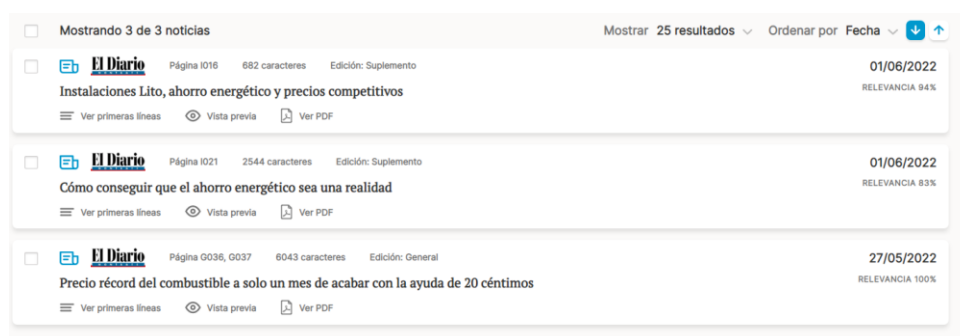 Mostrando 3 de 3 noticias Mostrar 25 resultados Ordenar por Fecha
El Diario Página I016 682 caracteres Edición: Suplemento 01/06/2022
Instalaciones Lito, ahorro energético y precios competitivos RELEVANCIA 94%
Ver primeras líneas Vista previa Ver PDF
El Diario Página I021 2544 caracteres Edición: Suplemento 01/06/2022
Cómo conseguir que el ahorro energético sea una realidad RELEVANCIA 83%
Ver primeras líneas Vista previa Ver PDF
El Diario Página G036, G037 6043 caracteres Edición: General 27/05/2022
Precio récord del combustible a solo un mes de acabar con la ayuda de 20 céntimos RELEVANCIA 100%
Ver primeras líneas Vista previa Ver PDF